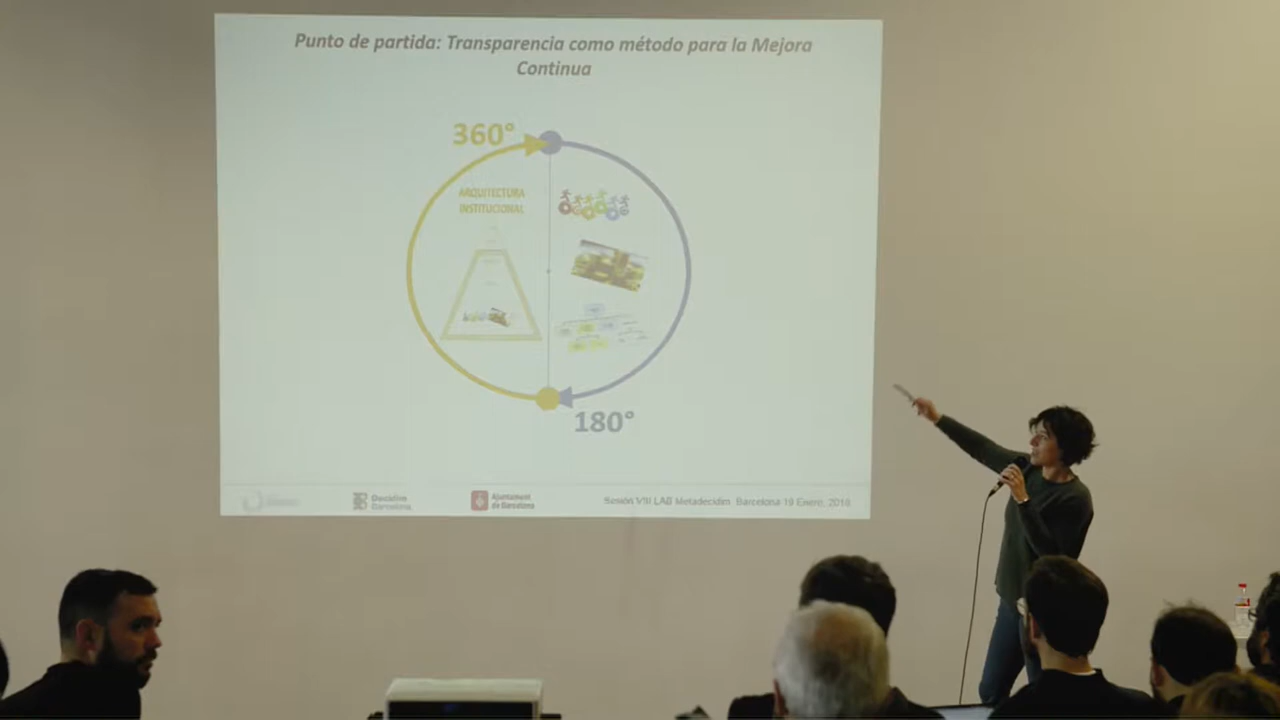 Punto de partida: Transparencia como método para la Mejora
Continua
360°
ARQUITECTURA
INSTITUCIONAL
180°
Decidim
Barcelona
Ajuntament
de Barcelona
Sesión VIII LAB Metadecidim Barcelona 19 Enero, 2018